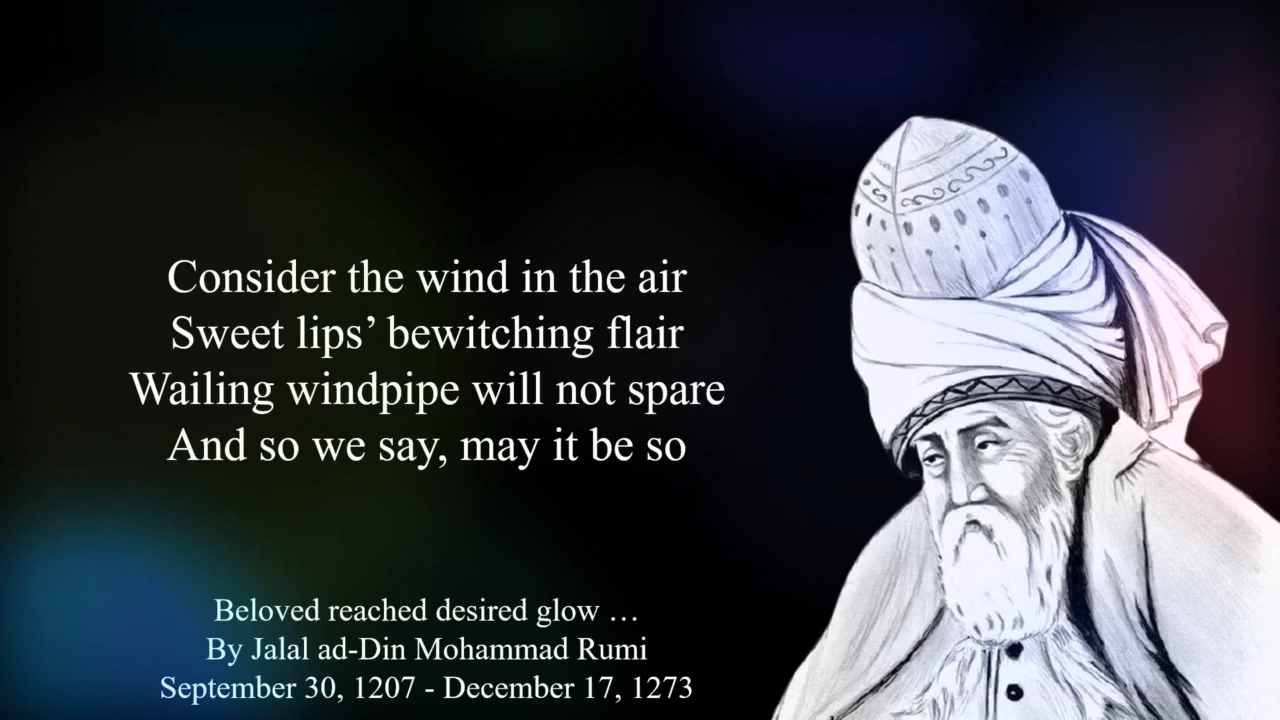 Consider the wind in the air
Sweet lips’ bewitching flair
Wailing windpipe will not spare
And so we say, may it be so
Beloved reached desired glow …
By Jalal ad-Din Mohammad Rumi
September 30, 1207 - December 17, 1273